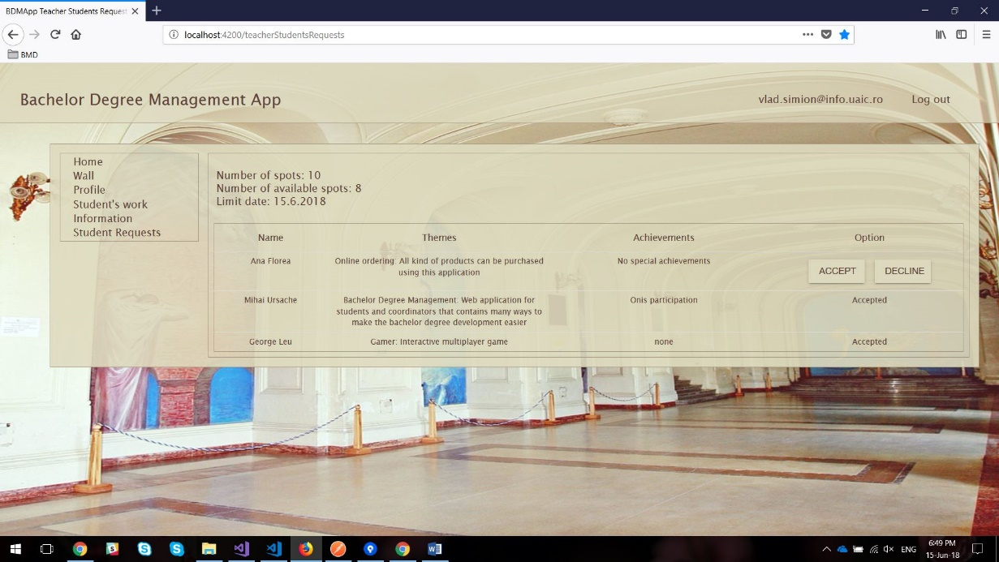 BDMApp Teacher Students Request
localhost:4200/teacherStudentsRequests
BMD
Bachelor Degree Management App
vlad.simion@info.uaic.ro
Log out
Home
Wall
Profile
Student's work
Information
Student Requests
Number of spots: 10
Number of available spots: 8
Limit date: 15.6.2018
Name Themes Achievements Option
Ana Florea
Online ordering: All kind of products can be purchased
using this application
No special achievements
ACCEPT DECLINE
Mihai Ursache
Bachelor Degree Management: Web application for
students and coordinators that contains many ways to
make the bachelor degree development easier
Onis participation
Accepted
George Leu
Gamer: Interactive multiplayer game
none
Accepted
ENG
6:49 PM
15-Jun-18